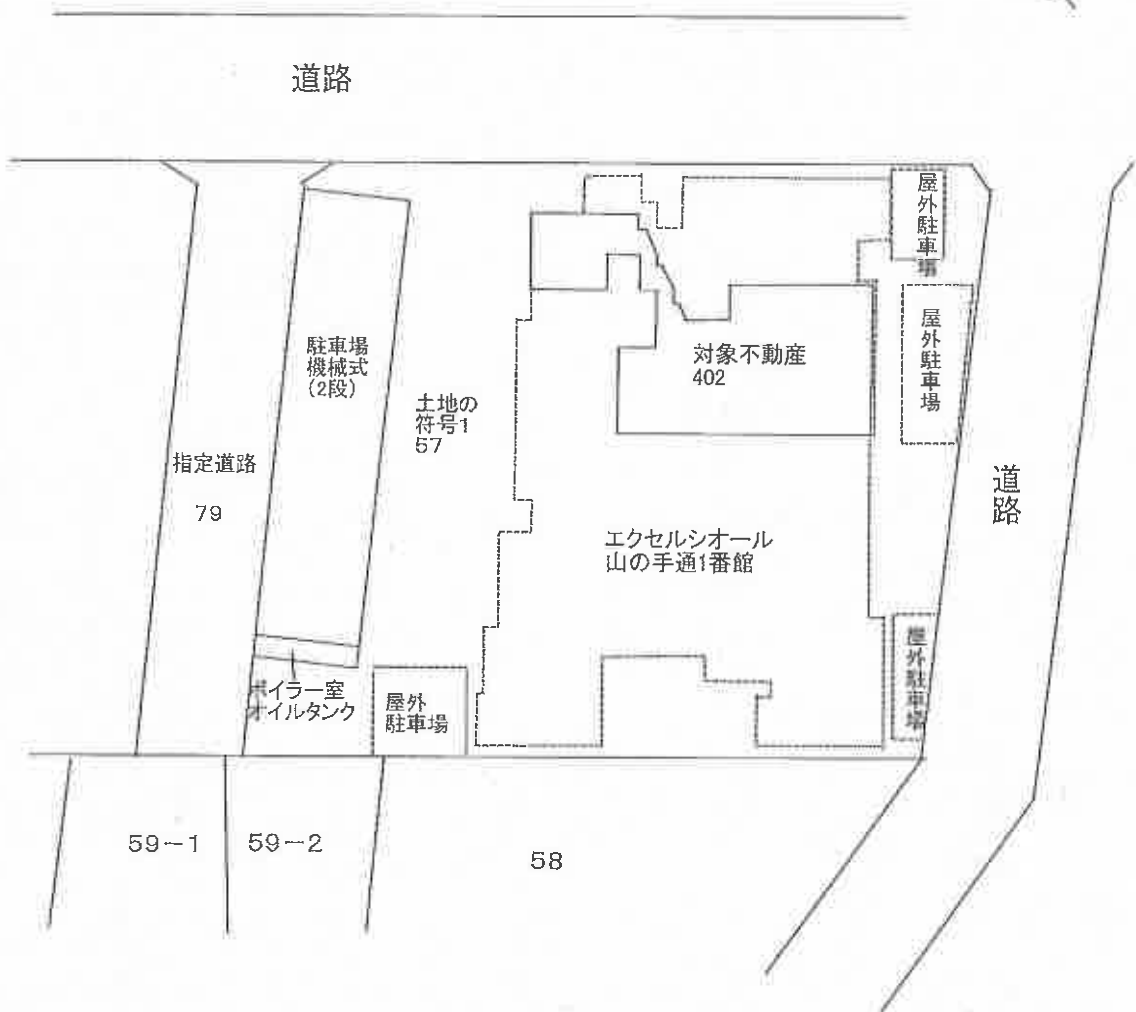 道路
屋外駐車場
駐車場
機械式
(2段)
屋外駐車場
対象不動産
402
土地の
符号1
57
指定道路
79
道路
エクセルシオール
山の手通1番館
屋外駐車場
ボイラー室
オイルタンク
屋外
駐車場
59-1
59-2
58